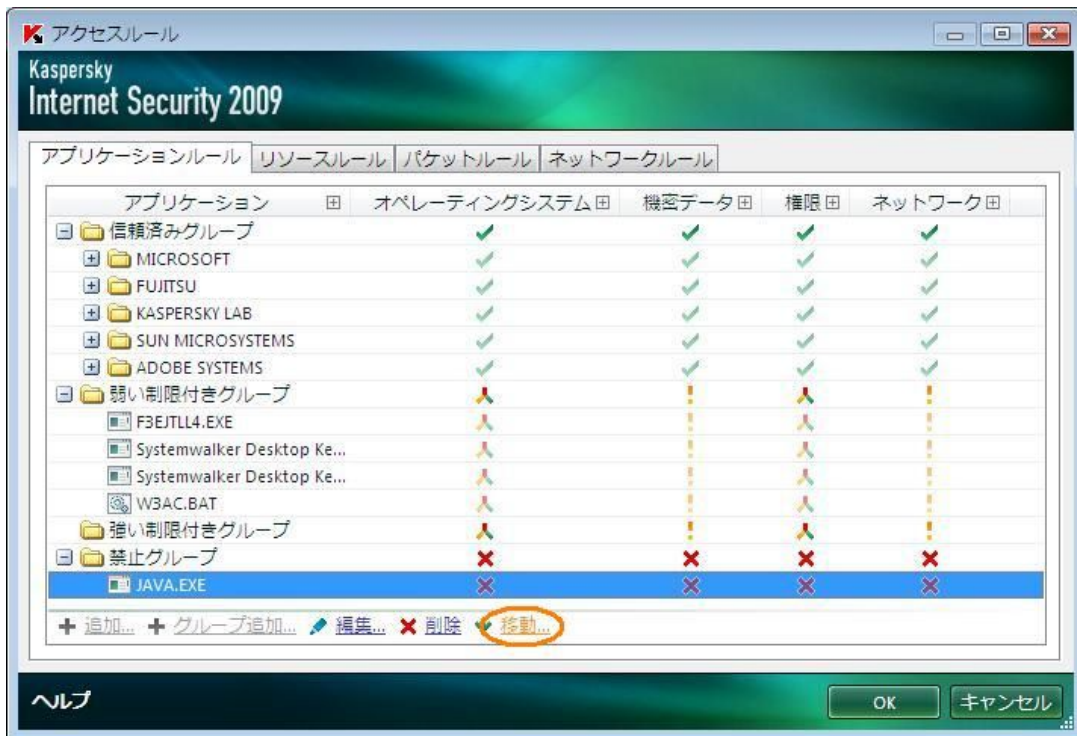 アクセスルール
Kaspersky
Internet Security 2009
アプリケーションルール リソースルール パケットルール ネットワークルール
アプリケーション オペレーティングシステム 機密データ 権限 ネットワーク
信頼済みグループ
MICROSOFT
FUJITSU
KASPERSKY LAB
SUN MICROSYSTEMS
ADOBE SYSTEMS
弱い制限付きグループ
F3EJTLL4.EXE
Systemwalker Desktop Ke...
Systemwalker Desktop Ke...
W3AC.BAT
強い制限付きグループ
禁止グループ
JAVA.EXE
追加... グループ追加... 編集... 削除 移動...
ヘルプ OK キャンセル